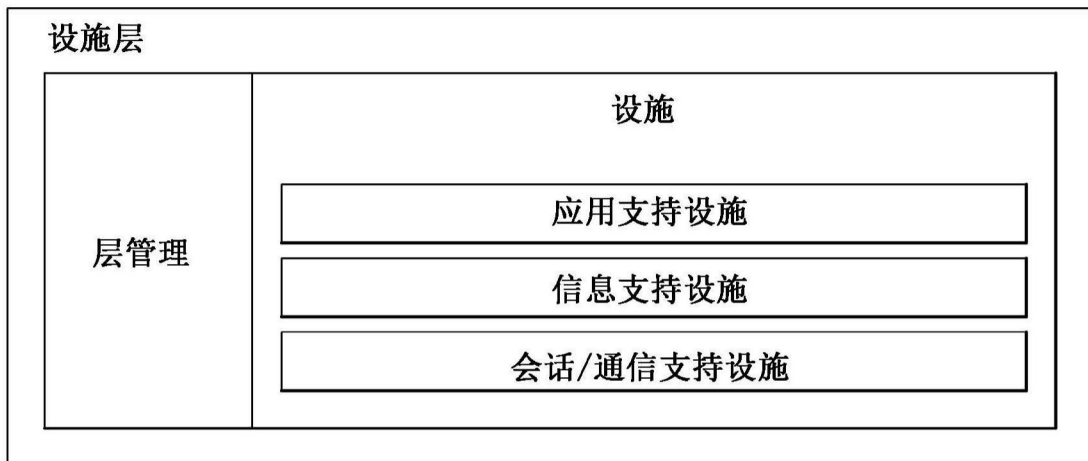 设施层
层管理
设施
应用支持设施
信息支持设施
会话/通信支持设施